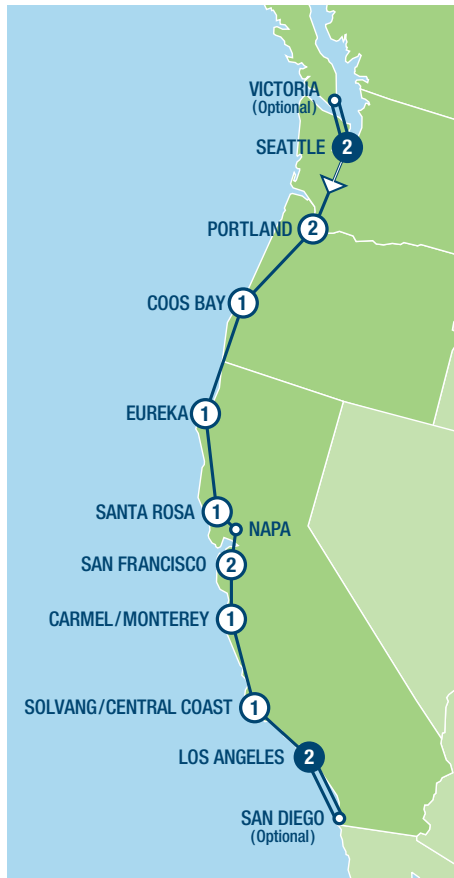 VICTORIA
(Optional)
SEATTLE 2
PORTLAND 2
COOS BAY 1
EUREKA 1
SANTA ROSA 1
NAPA
SAN FRANCISCO 2
CARMEL/MONTEREY 1
SOLVANG/CENTRAL COAST 1
LOS ANGELES 2
SAN DIEGO
(Optional)